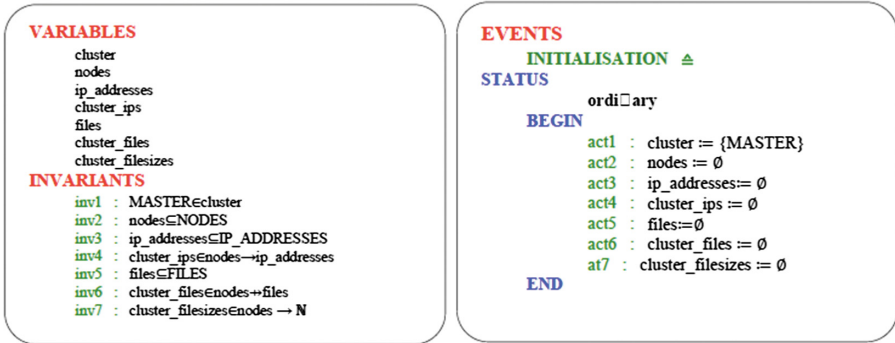 VARIABLES
cluster
nodes
ip_addresses
cluster_ips
files
cluster_files
cluster_filesizes
INVARIANTS
inv1 : MASTER∈cluster
inv2 : nodes⊆NODES
inv3 : ip_addresses⊆IP_ADDRESSES
inv4 : cluster_ips∈nodes→ip_addresses
inv5 : files⊆FILES
inv6 : cluster_files∈nodes⇸files
inv7 : cluster_filesizes∈nodes → ℕ
EVENTS
INITIALISATION ≙
STATUS
ordi□ary
BEGIN
act1 : cluster := {MASTER}
act2 : nodes := ∅
act3 : ip_addresses:= ∅
act4 : cluster_ips := ∅
act5 : files:=∅
act6 : cluster_files := ∅
at7 : cluster_filesizes := ∅
END